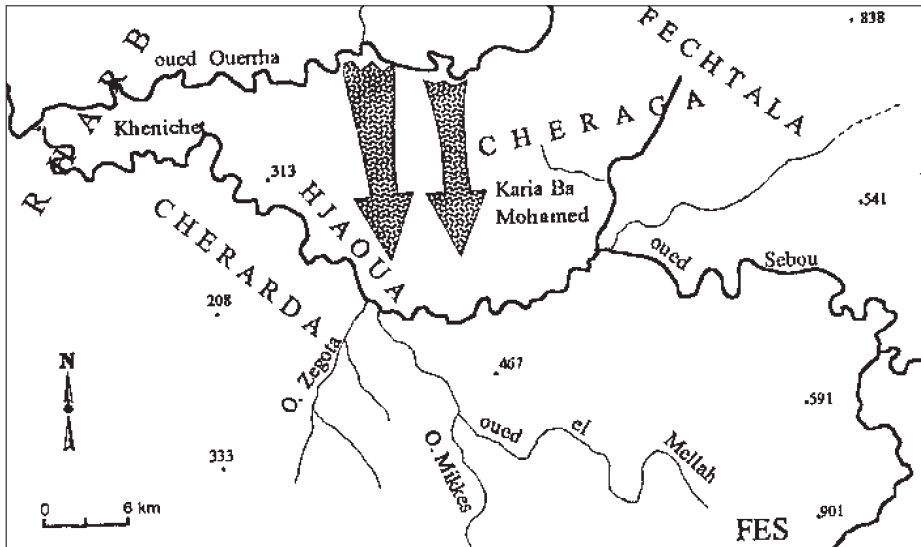 838
FECHTALA
RHARB
oued Ouerrha
Kheniche
CHERAGA
313
Karia Ba
Mohamed
541
HJAOUA
CHERARDA
oued Sebou
208
N
O. Zegota
467
591
oued el Mellah
O. Mikkes
333
0 6 km
FES
901